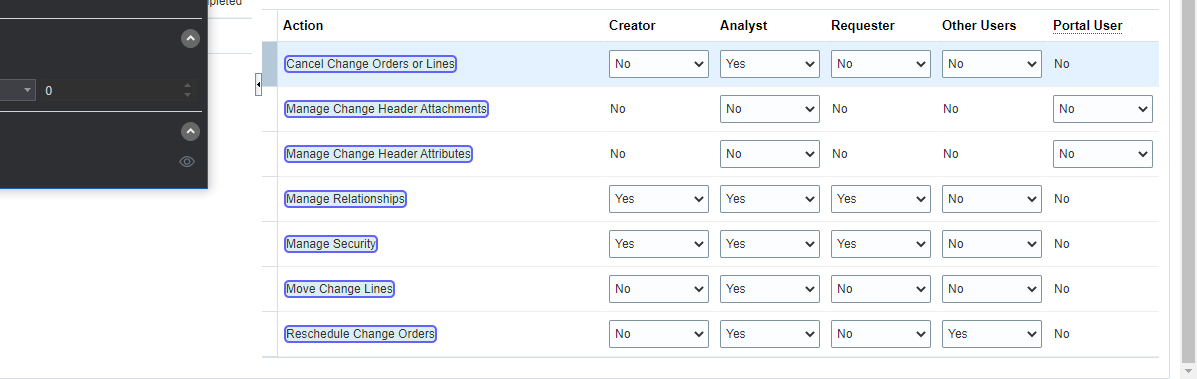 pleted
0
Action Creator Analyst Requester Other Users Portal User
Cancel Change Orders or Lines No Yes No No No
Manage Change Header Attachments No No No No No
Manage Change Header Attributes No No No No No
Manage Relationships Yes Yes Yes No No
Manage Security Yes Yes Yes No No
Move Change Lines No Yes No No No
Reschedule Change Orders No Yes No Yes No